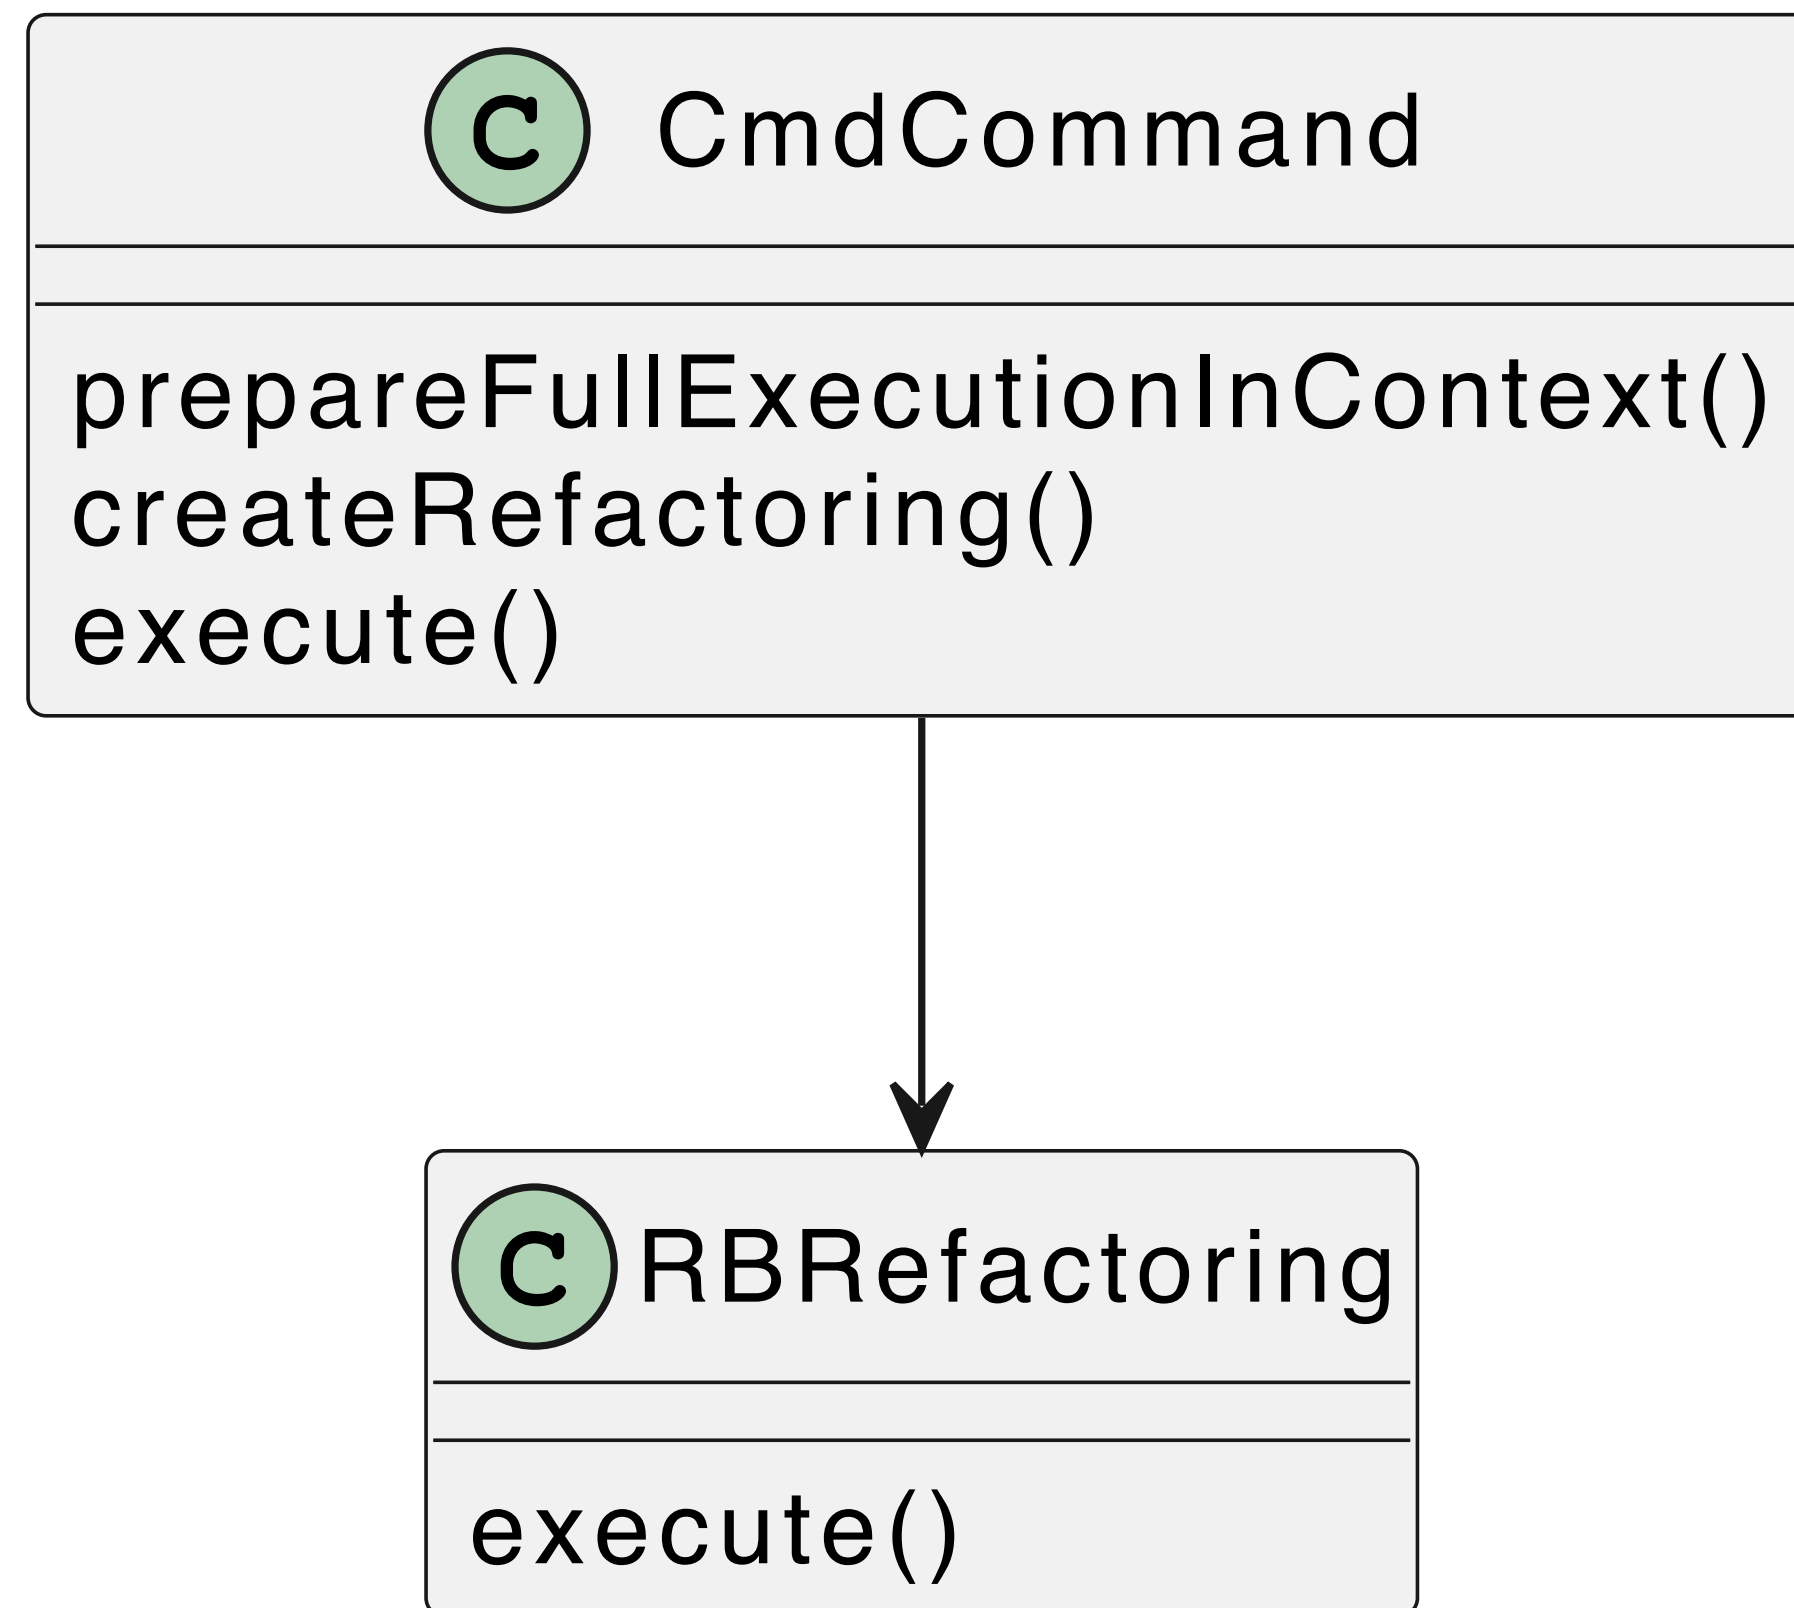 C CmdCommand
prepareFullExecutionInContext()
createRefactoring()
execute()
C RBRefactoring
execute()